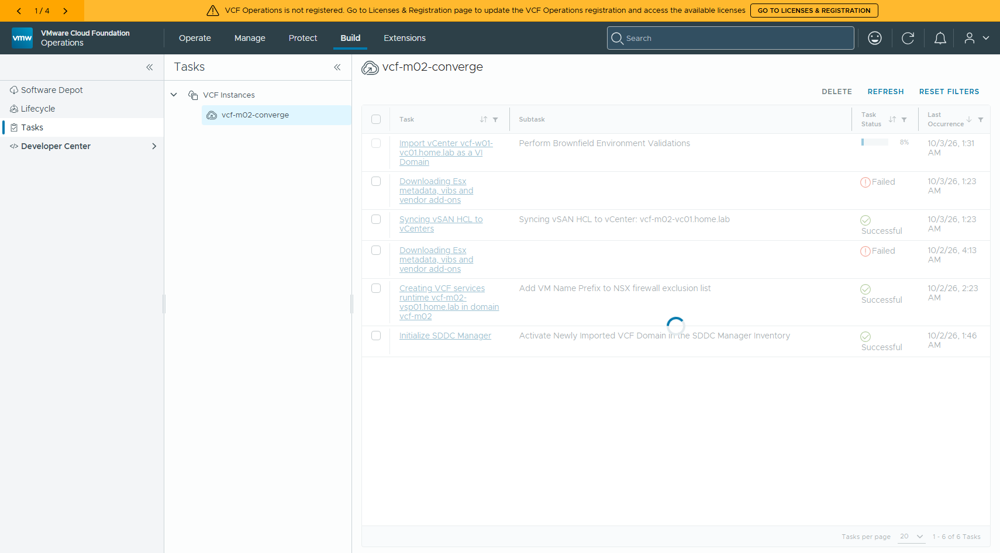 1 / 4
VCF Operations is not registered. Go to Licenses & Registration page to update the VCF Operations registration and access the available licenses
GO TO LICENSES & REGISTRATION
vmw
VMware Cloud Foundation
Operations
Operate
Manage
Protect
Build
Extensions
Search
Software Depot
Lifecycle
Tasks
Developer Center
Tasks
VCF Instances
vcf-m02-converge
vcf-m02-converge
DELETE
REFRESH
RESET FILTERS
Task
Subtask
Task
Status
Last
Occurrence
Import vCenter vcf-w01-
vc01.home.lab as a VI
Domain
Perform Brownfield Environment Validations
8%
10/3/26, 1:31
AM
Downloading Esx
metadata, vibs and
vendor add-ons
Failed
10/3/26, 1:23
AM
Syncing vSAN HCL to
vCenters
Syncing vSAN HCL to vCenter: vcf-m02-vc01.home.lab
Successful
10/3/26, 1:23
AM
Downloading Esx
metadata, vibs and
vendor add-ons
Failed
10/2/26, 4:13
AM
Creating VCF services
runtime vcf-m02-
vsp01.home.lab in domain
vcf-m02
Add VM Name Prefix to NSX firewall exclusion list
Successful
10/2/26, 2:23
AM
Initialize SDDC Manager
Activate Newly Imported VCF Domain in the SDDC Manager Inventory
Successful
10/2/26, 1:46
AM
Tasks per page
20
1 - 6 of 6 Tasks